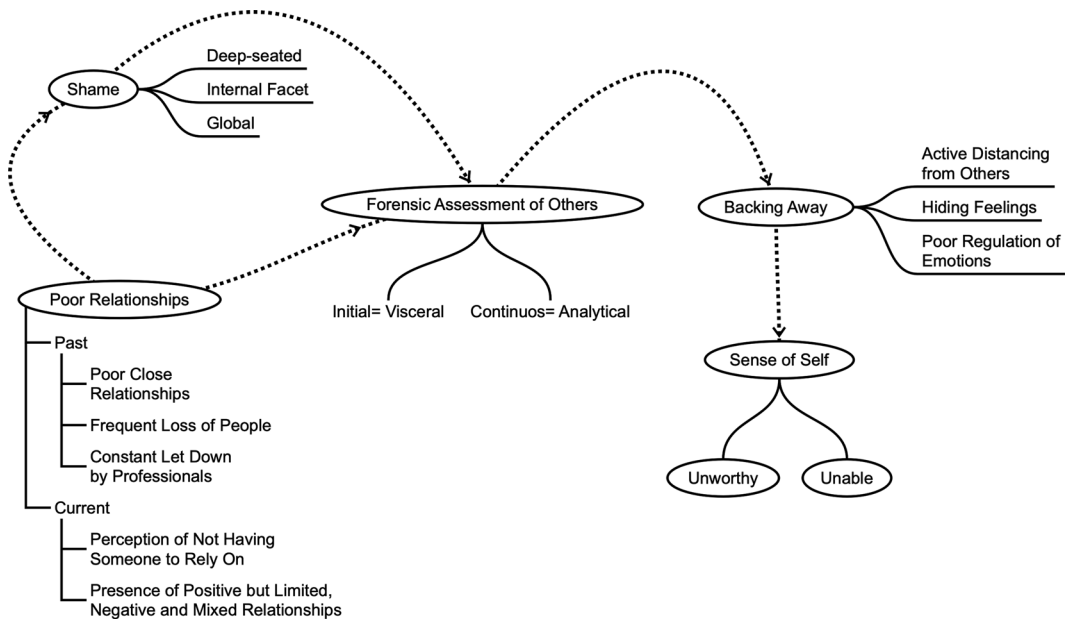 Shame
Deep-seated
Internal Facet
Global
Forensic Assessment of Others
Initial= Visceral
Continuos= Analytical
Backing Away
Active Distancing
from Others
Hiding Feelings
Poor Regulation of
Emotions
Poor Relationships
Past
Poor Close
Relationships
Frequent Loss of People
Constant Let Down
by Professionals
Current
Perception of Not Having
Someone to Rely On
Presence of Positive but Limited,
Negative and Mixed Relationships
Sense of Self
Unworthy
Unable